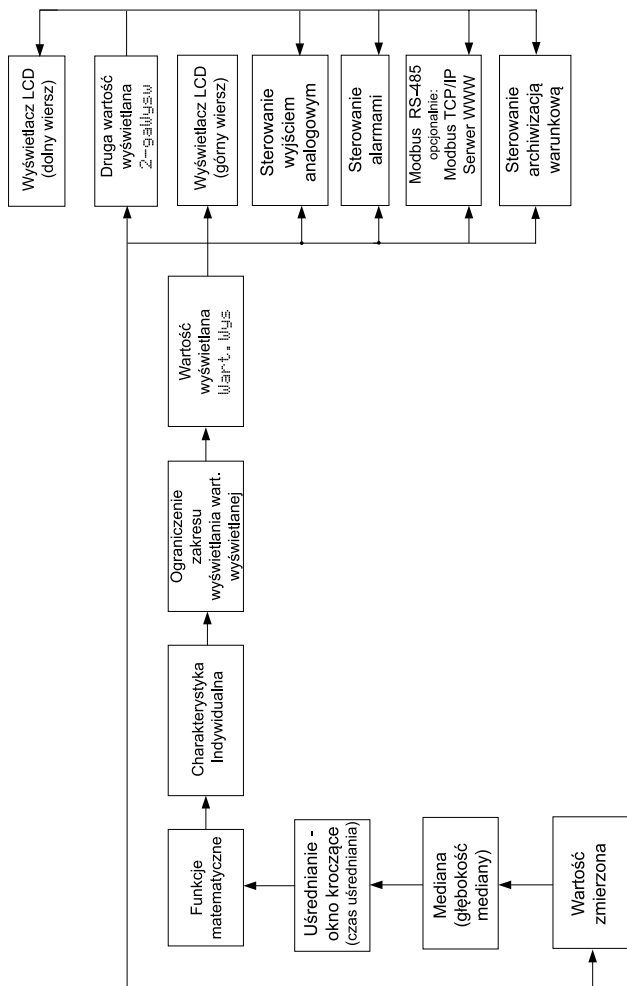 Wartość
zmierzona
Mediana
(głębokość
mediany)
Uśrednianie -
okno kroczące
(czas uśredniania)
Funkcje
matematyczne
Charakterystyka
Indywidualna
Ograniczenie
zakresu
wyświetlania wart.
wyświetlanej
Wartość
wyświetlana
Wart. Wys
Wyświetlacz LCD
(dolny wiersz)
Druga wartość
wyświetlana
2-gaWysw
Wyświetlacz LCD
(górny wiersz)
Sterowanie
wyjściem
analogowym
Sterowanie
alarmami
Modbus RS-485
opcjonalnie:
Modbus TCP/IP
Serwer WWW
Sterowanie
archiwizacją
warunkową